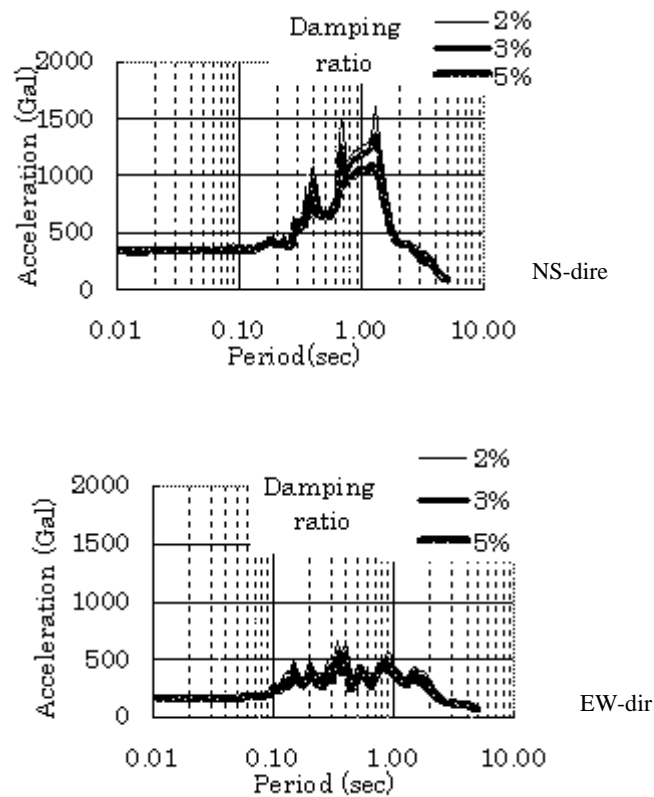 2%
Damping
ratio
3%
5%
2000
1500
1000
500
0
Acceleration (Gal)
NS-dire
0.01
0.10
1.00
10.00
Period(sec)
2%
Damping
ratio
3%
5%
2000
1500
1000
500
0
Acceleration (Gal)
EW-dir
0.01
0.10
1.00
10.00
Period (sec)